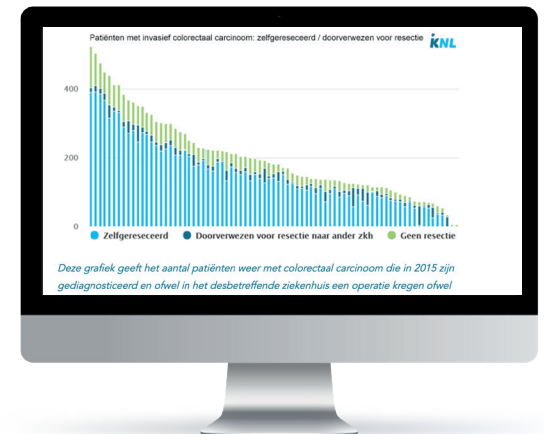 Patiënten met invasief colorectaal carcinoom: zelfgereseceerd / doorverwezen voor resectie
iKNL
400
200
0
Zelfgereseceerd Doorverwezen voor resectie naar ander zkh Geen resectie
Deze grafiek geeft het aantal patiënten weer met colorectaal carcinoom die in 2015 zijn
gediagnosticeerd en ofwel in het desbetreffende ziekenhuis een operatie kregen ofwel